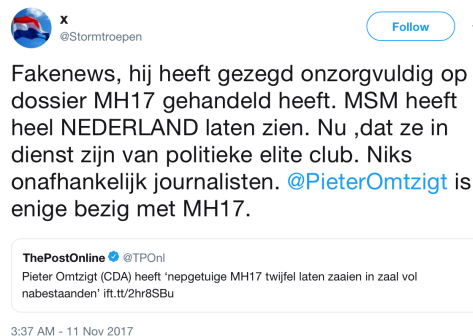 x
@Stormtroepen
Follow
Fakenews, hij heeft gezegd onzorgvuldig op
dossier MH17 gehandeld heeft. MSM heeft
heel NEDERLAND laten zien. Nu ,dat ze in
dienst zijn van politieke elite club. Niks
onafhankelijk journalisten. @PieterOmtzigt is
enige bezig met MH17.
ThePostOnline @TPOnl
Pieter Omtzigt (CDA) heeft ‘nepgetuige MH17 twijfel laten zaaien in zaal vol
nabestaanden’ ift.tt/2hr8SBu
3:37 AM - 11 Nov 2017